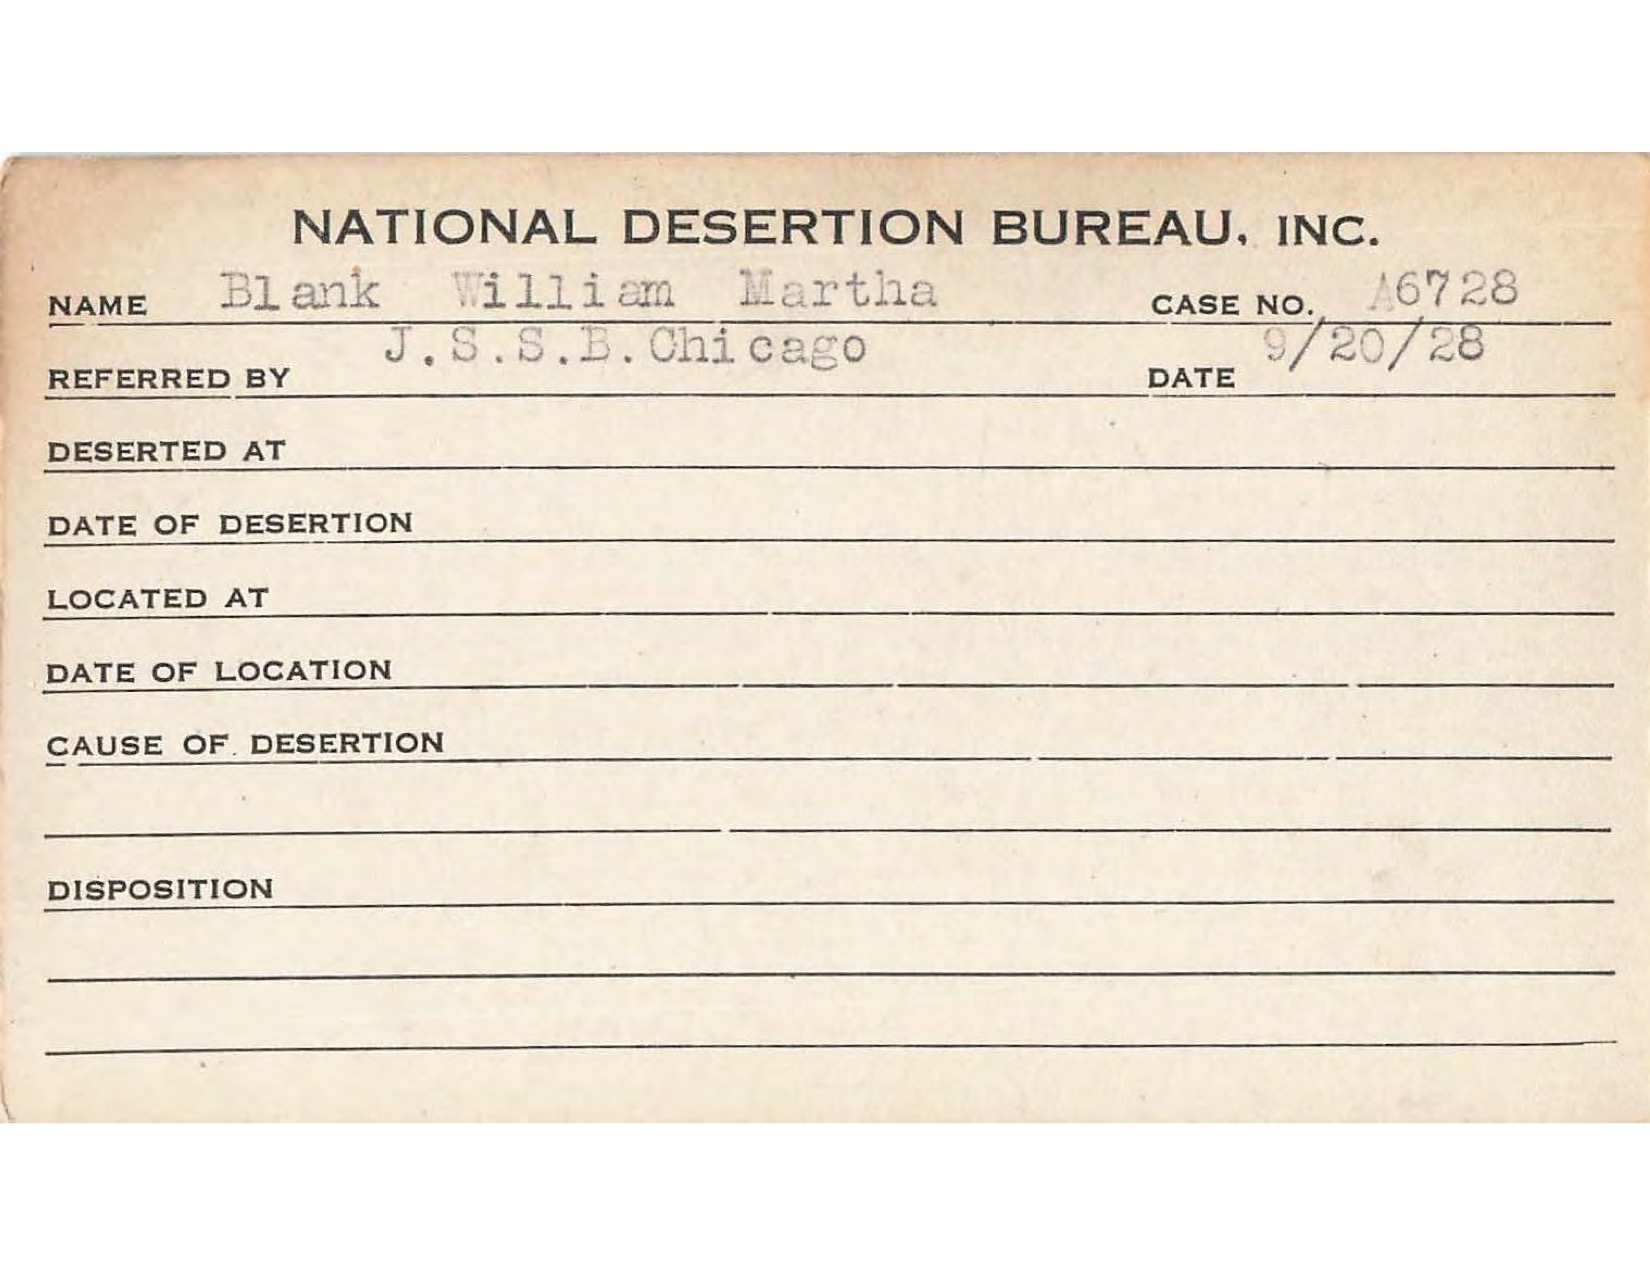 NATIONAL DESERTION BUREAU, INC.
NAME Blank William Martha CASE NO. A6728
REFERRED BY J.S.S.B.Chicago DATE 9/20/28
DESERTED AT
DATE OF DESERTION
LOCATED AT
DATE OF LOCATION
CAUSE OF DESERTION
DISPOSITION